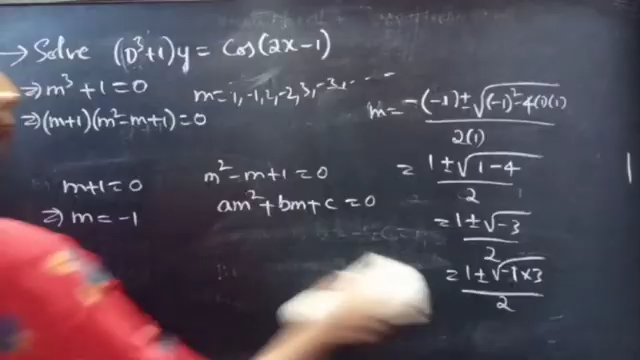 → Solve (D³+1)y = Cos(2x-1)
⇒ m³ + 1 = 0
m = 1, -1, 2, -2, 3, -3, - - - -
⇒ (m+1)(m²-m+1) = 0
m+1 = 0
⇒ m = -1
m² - m + 1 = 0
am² + bm + c = 0
m = -(-1) ± √(-1)² - 4(1)(1) / 2(1)
= 1 ± √1-4 / 2
= 1 ± √-3 / 2
= 1 ± √-1×3 / 2